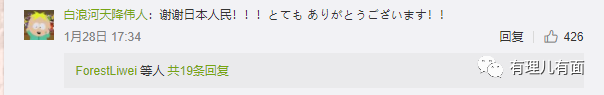 白浪河天降伟人：谢谢日本人民！！！とても ありがとうございます！！
1月28日 17:34 回复 426
ForestLiwei 等人 共19条回复
有理儿有面